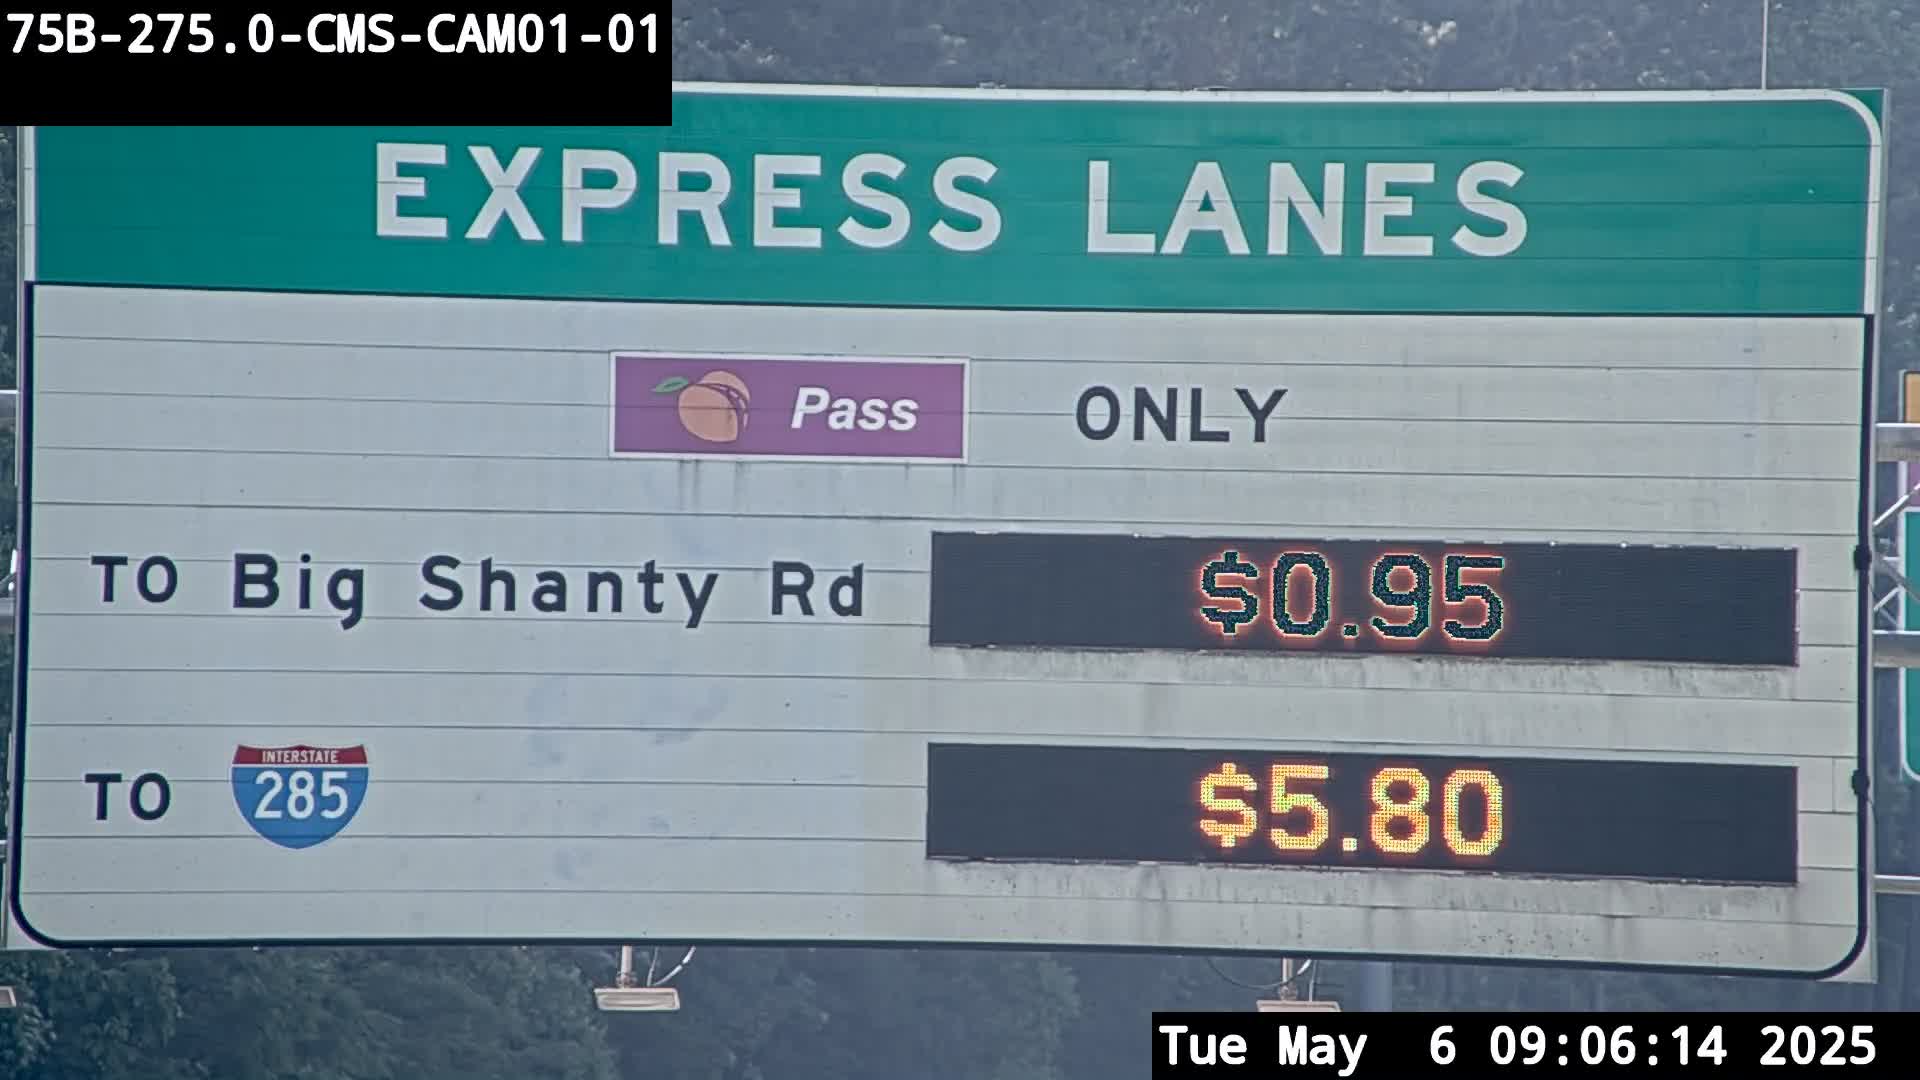 75B-275.0-CMS-CAM01-01
EXPRESS LANES
Pass ONLY
TO Big Shanty Rd $0.95
INTERSTATE
TO 285 $5.80
Tue May 6 09:06:14 2025